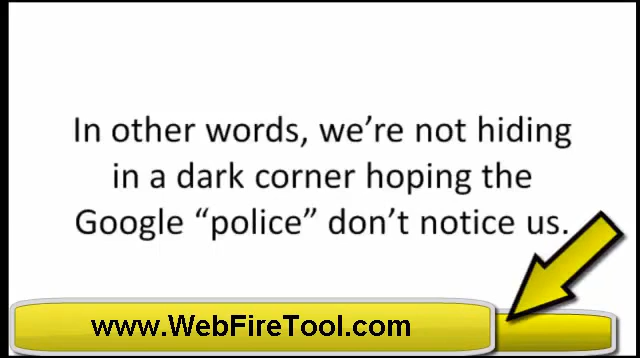 In other words, we’re not hiding
in a dark corner hoping the
Google “police” don’t notice us.
www.WebFireTool.com